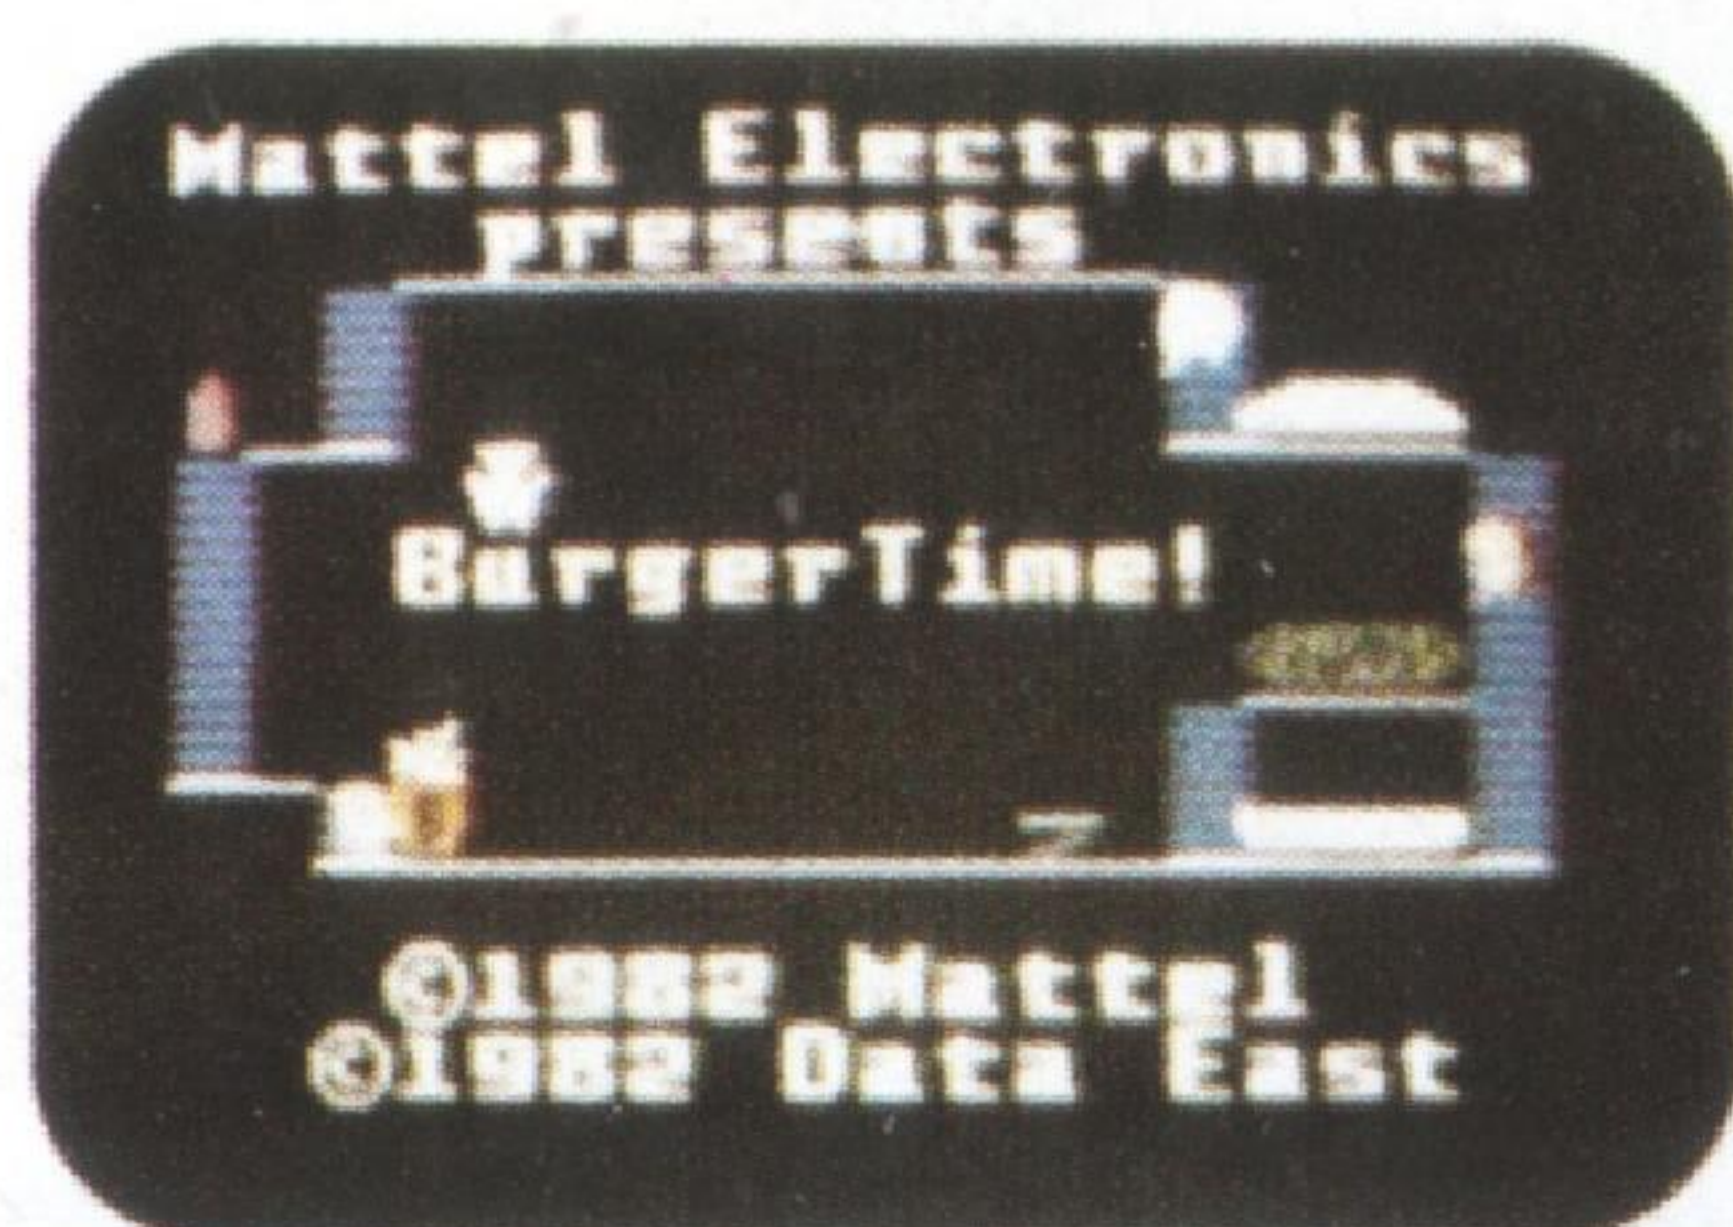 Mattel Electronics
presents
BurgerTime!
©1982 Mattel
©1982 Data East